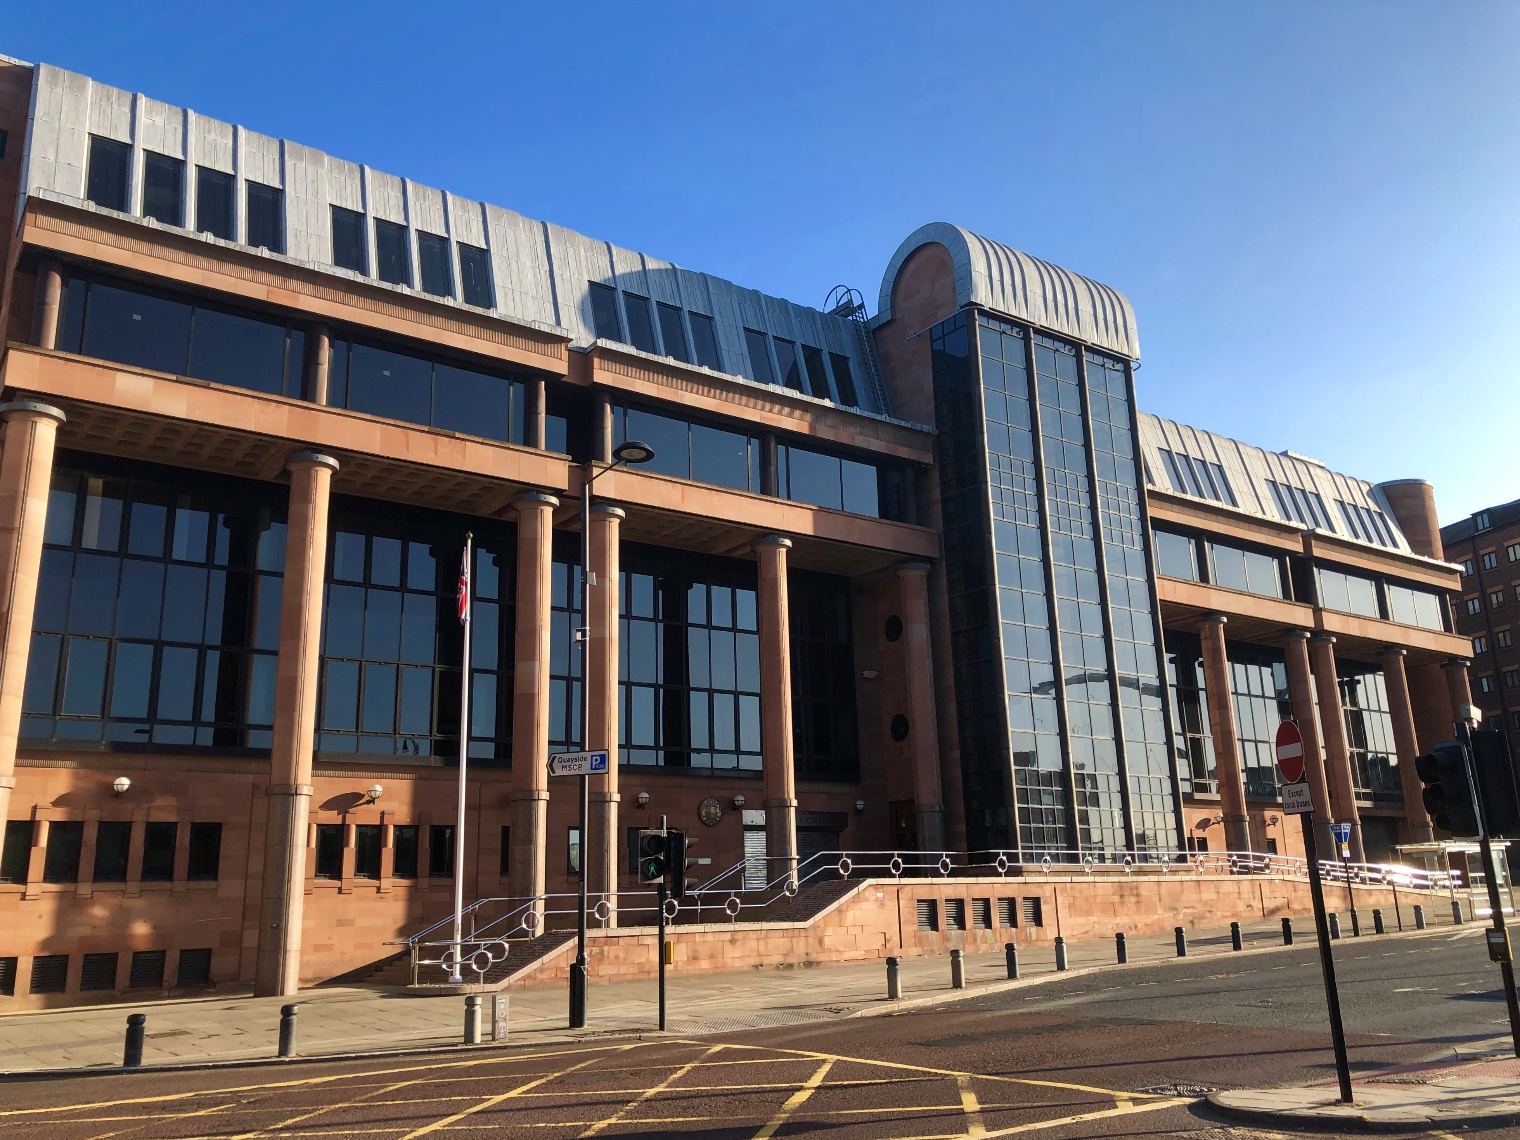 Quayside
MSCP
P
Except
local buses